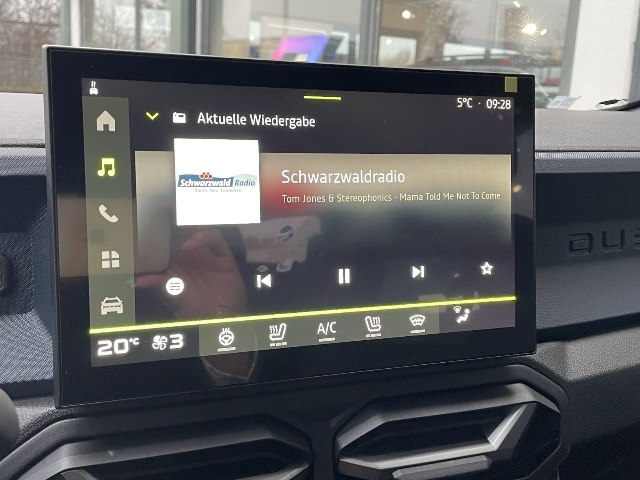 5°C · 09:28
Aktuelle Wiedergabe
Schwarzwald Radio
Schwarzwaldradio
Tom Jones & Stereophonics - Mama Told Me Not To Come
20°C 3 A/C
DUS